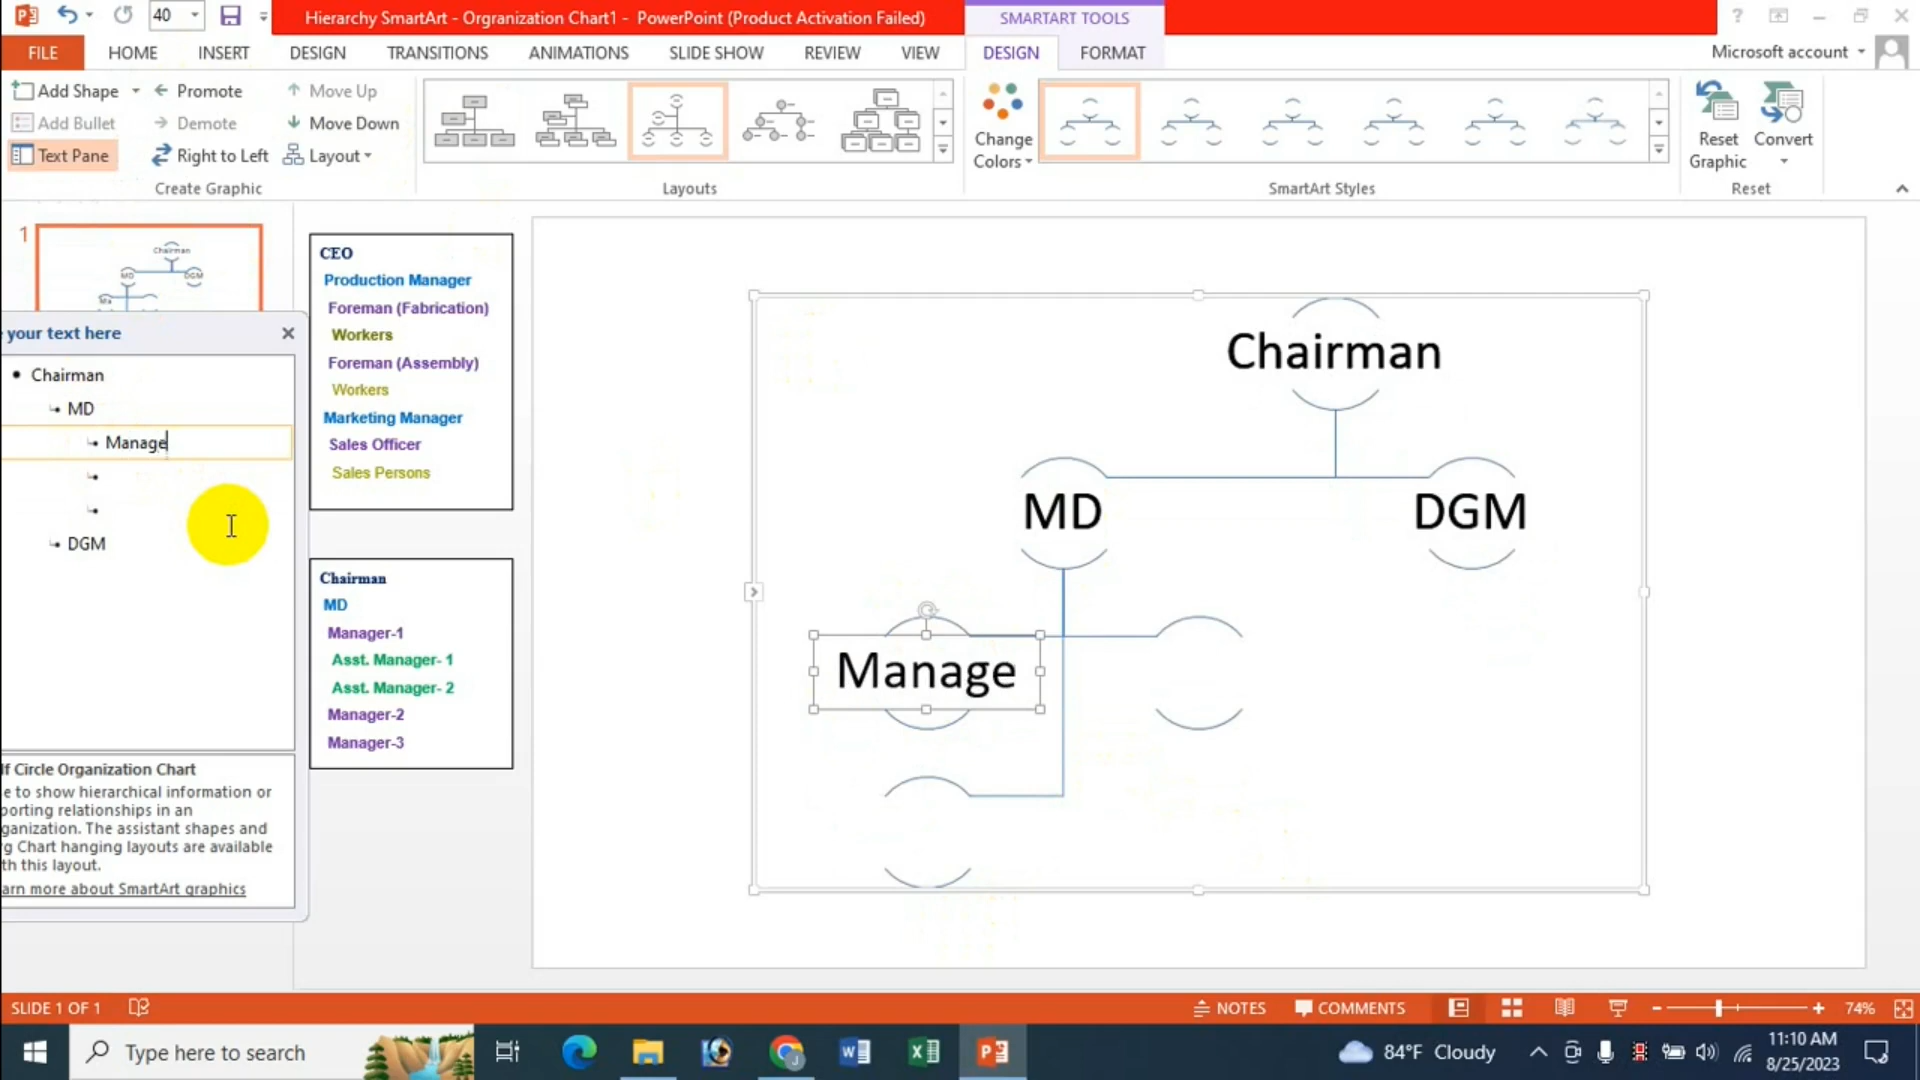 40
Hierarchy SmartArt - Orgranization Chart1 - PowerPoint (Product Activation Failed)
SMARTART TOOLS
?
FILE
HOME
INSERT
DESIGN
TRANSITIONS
ANIMATIONS
SLIDE SHOW
REVIEW
VIEW
DESIGN
FORMAT
Microsoft account
Add Shape
Promote
Move Up
Add Bullet
Demote
Move Down
Text Pane
Right to Left
Layout
Create Graphic
Layouts
Change
Colors
SmartArt Styles
Reset
Graphic
Convert
Reset
1
Chairman
MD
DGM
your text here
Chairman
MD
Manage
DGM
lf Circle Organization Chart
e to show hierarchical information or
porting relationships in an
ganization. The assistant shapes and
g Chart hanging layouts are available
th this layout.
arn more about SmartArt graphics
CEO
Production Manager
Foreman (Fabrication)
Workers
Foreman (Assembly)
Workers
Marketing Manager
Sales Officer
Sales Persons
Chairman
MD
Manager-1
Asst. Manager- 1
Asst. Manager- 2
Manager-2
Manager-3
Chairman
MD
DGM
Manage
SLIDE 1 OF 1
NOTES
COMMENTS
74%
Type here to search
84°F Cloudy
11:10 AM
8/25/2023